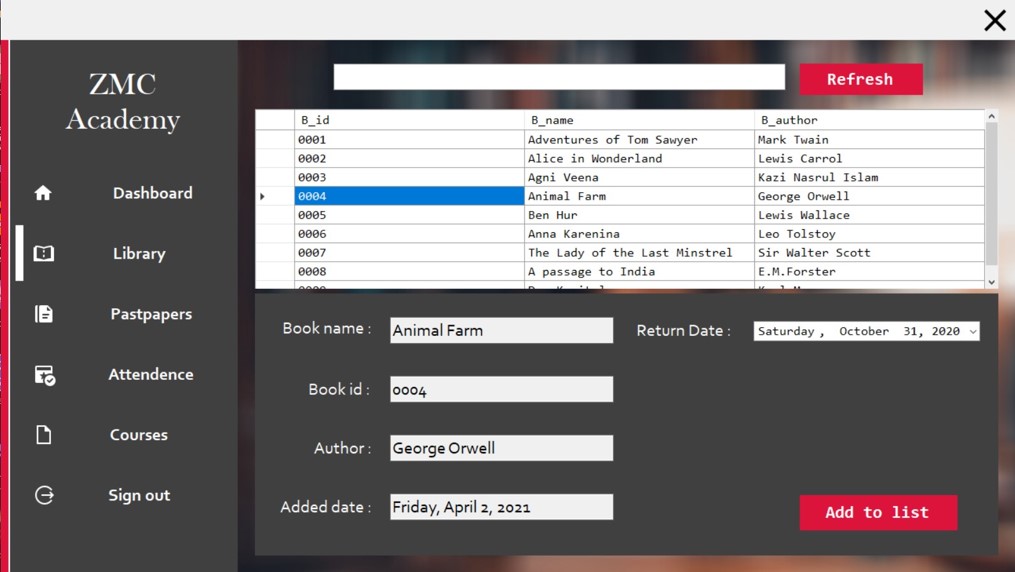 ZMC
Academy
Dashboard
Library
Pastpapers
Attendence
Courses
Sign out
Refresh
B_id B_name B_author
0001 Adventures of Tom Sawyer Mark Twain
0002 Alice in Wonderland Lewis Carrol
0003 Agni Veena Kazi Nasrul Islam
0004 Animal Farm George Orwell
0005 Ben Hur Lewis Wallace
0006 Anna Karenina Leo Tolstoy
0007 The Lady of the Last Minstrel Sir Walter Scott
0008 A passage to India E.M.Forster
Book name : Animal Farm Return Date : Saturday , October 31, 2020
Book id : 0004
Author : George Orwell
Added date : Friday, April 2, 2021
Add to list